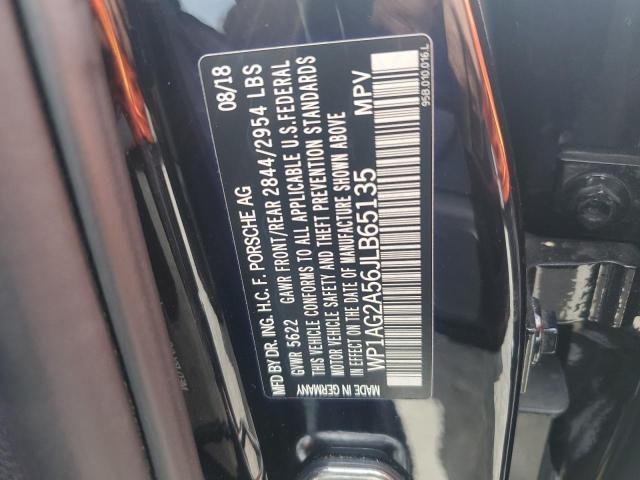 08/18
MFD BY DR. ING. H.C. F. PORSCHE AG
GVWR 5622 GAWR FRONT/REAR 2844/2954 LBS
THIS VEHICLE CONFORMS TO ALL APPLICABLE U.S. FEDERAL
MOTOR VEHICLE SAFETY AND THEFT PREVENTION STANDARDS
IN EFFECT ON THE DATE OF MANUFACTURE SHOWN ABOVE
WP1AG2A56JLB65135 MPV
MADE IN GERMANY
95B.010.016.L